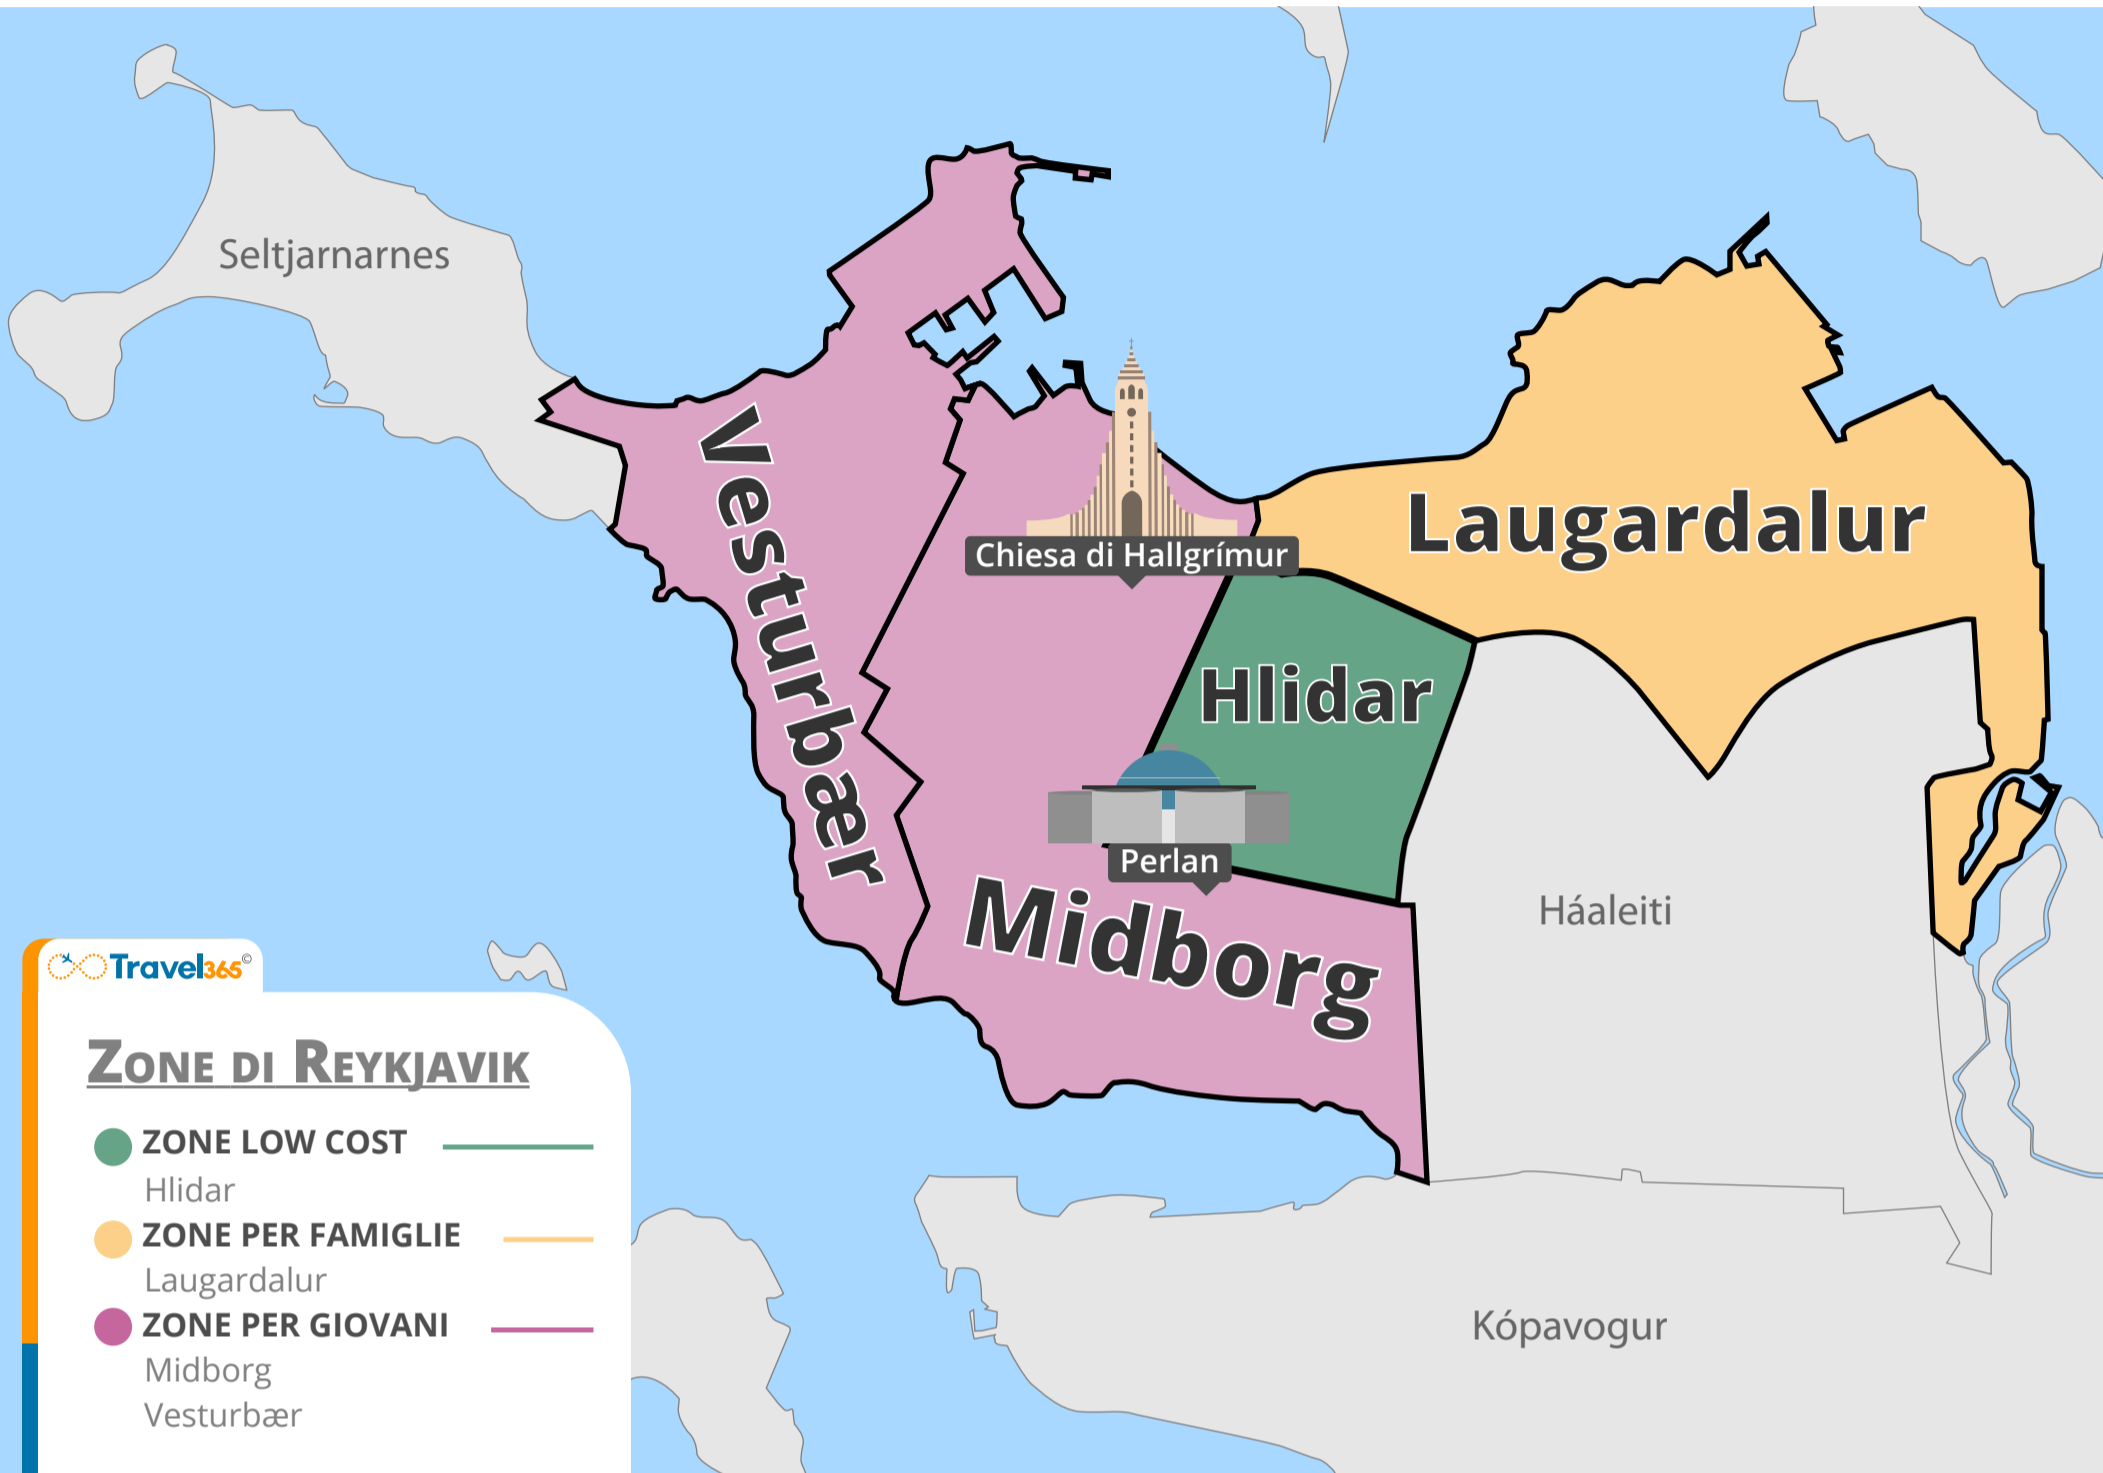 Seltjarnarnes
Vesturbær
Chiesa di Hallgrímur
Laugardalur
Hlidar
Perlan
Midborg
Háaleiti
Kópavogur
Travel365©
ZONE DI REYKJAVIK
ZONE LOW COST
Hlidar
ZONE PER FAMIGLIE
Laugardalur
ZONE PER GIOVANI
Midborg
Vesturbær